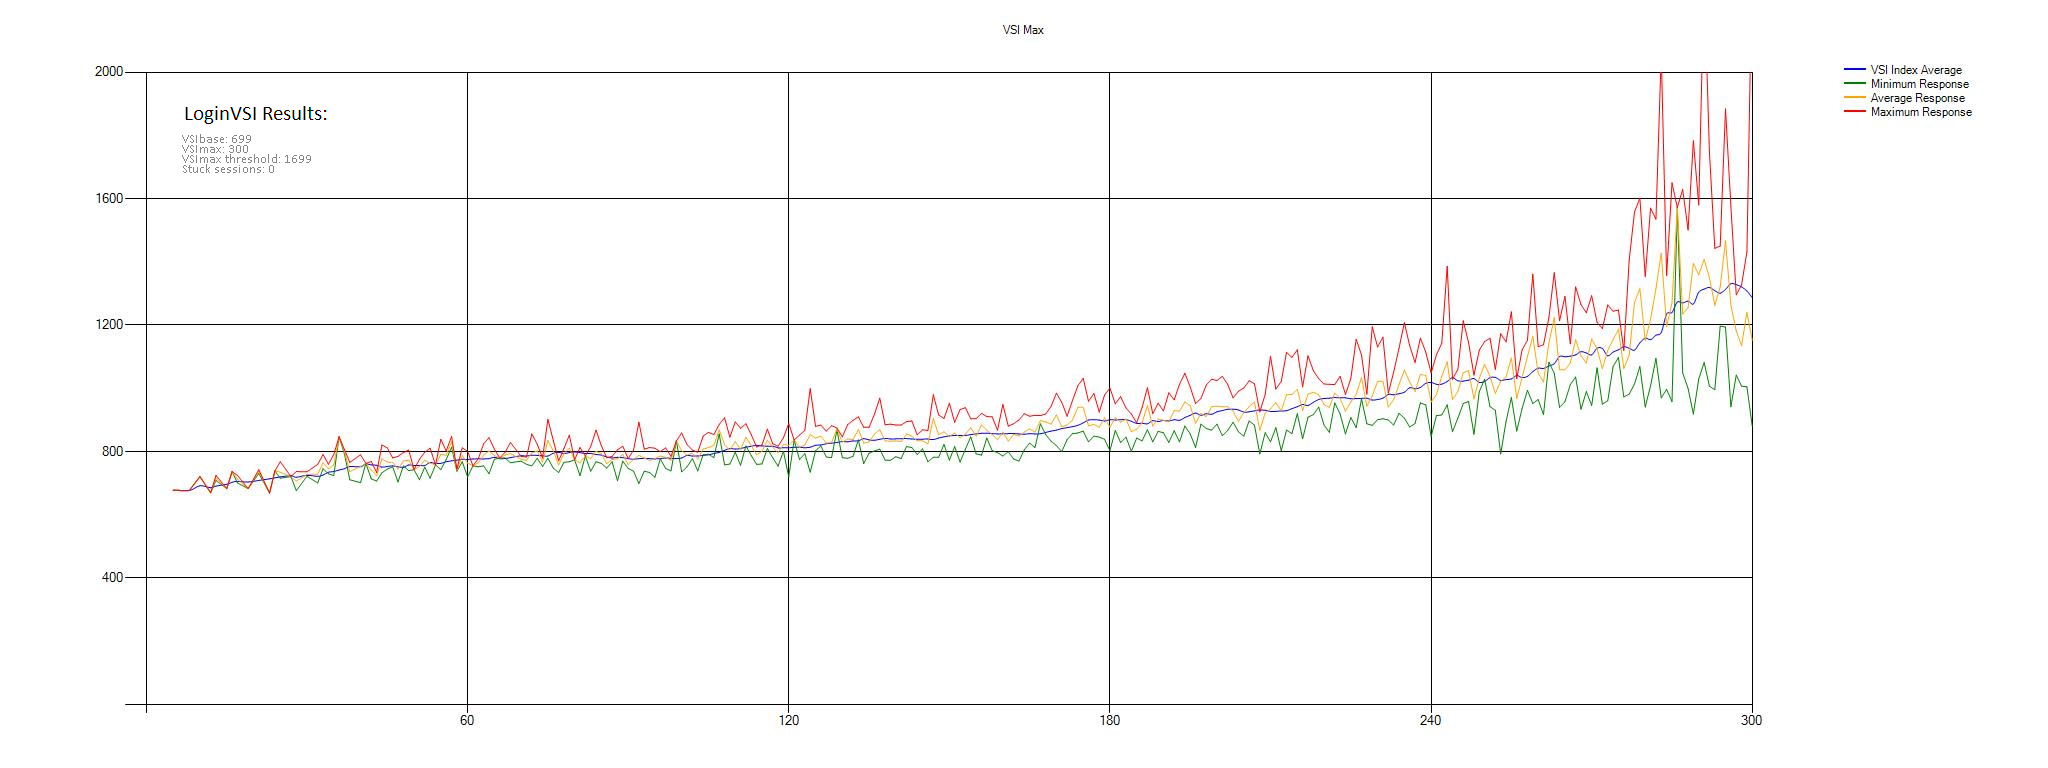 VSI Max
2000
1600
1200
800
400
60
120
180
240
300
LoginVSI Results:
VSIbase: 699
VSImax: 300
VSImax threshold: 1699
Stuck sessions: 0
VSI Index Average
Minimum Response
Average Response
Maximum Response